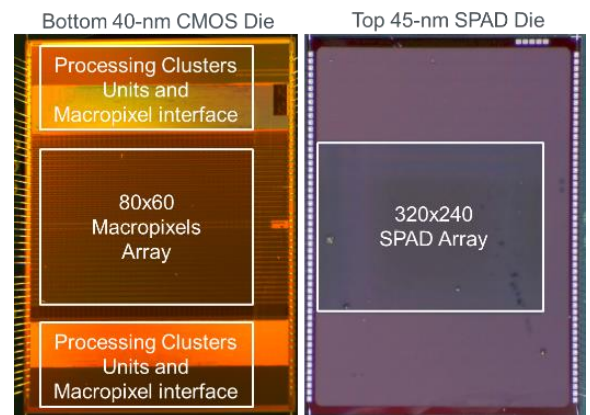 Bottom 40-nm CMOS Die
Top 45-nm SPAD Die
Processing Clusters
Units and
Macropixel interface
80x60
Macropixels
Array
320x240
SPAD Array
Processing Clusters
Units and
Macropixel interface